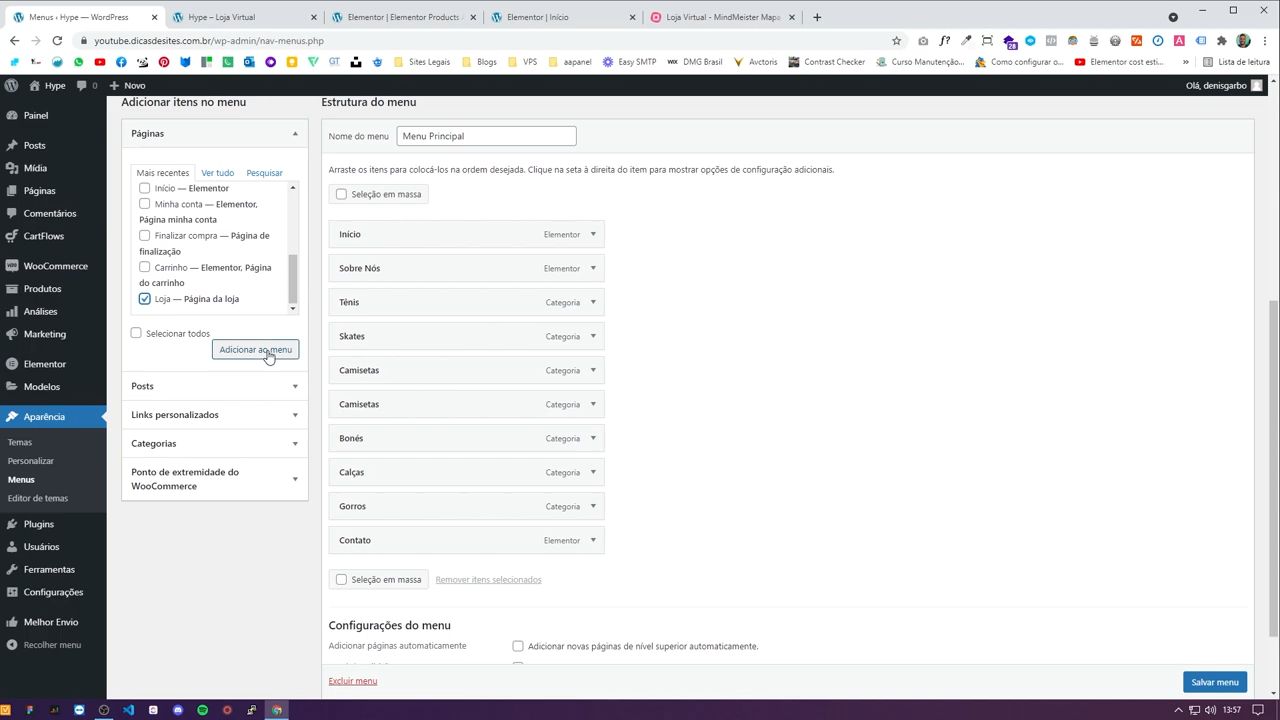 Menus ‹ Hype — WordPress
Hype – Loja Virtual
Elementor | Elementor Products
Elementor | Início
Loja Virtual - MindMeister Mapa
youtube.dicasdesites.com.br/wp-admin/nav-menus.php
28
Sites Legais
Blogs
VPS
aapanel
Easy SMTP
WIX
DMG Brasil
Avctoris
Contrast Checker
Curso Manutenção...
Como configurar o...
Elementor cost esti...
Lista de leitura
Hype
0
Novo
Olá, denisgarbo
Painel
Posts
Mídia
Páginas
Comentários
CartFlows
WooCommerce
Produtos
Análises
Marketing
Elementor
Modelos
Aparência
Temas
Personalizar
Menus
Editor de temas
Plugins
Usuários
Ferramentas
Configurações
Melhor Envio
Recolher menu
Adicionar itens no menu
Páginas
Mais recentes
Ver tudo
Pesquisar
Início — Elementor
Minha conta — Elementor,
Página minha conta
Finalizar compra — Página de
finalização
Carrinho — Elementor, Página
do carrinho
Loja — Página da loja
Selecionar todos
Adicionar ao menu
Posts
Links personalizados
Categorias
Ponto de extremidade do
WooCommerce
Estrutura do menu
Nome do menu
Menu Principal
Arraste os itens para colocá-los na ordem desejada. Clique na seta à direita do item para mostrar opções de configuração adicionais.
Seleção em massa
Início
Elementor
Sobre Nós
Elementor
Tênis
Categoria
Skates
Categoria
Camisetas
Categoria
Camisetas
Categoria
Bonés
Categoria
Calças
Categoria
Gorros
Categoria
Contato
Elementor
Seleção em massa
Remover itens selecionados
Configurações do menu
Adicionar páginas automaticamente
Adicionar novas páginas de nível superior automaticamente.
Excluir menu
Salvar menu
13:57